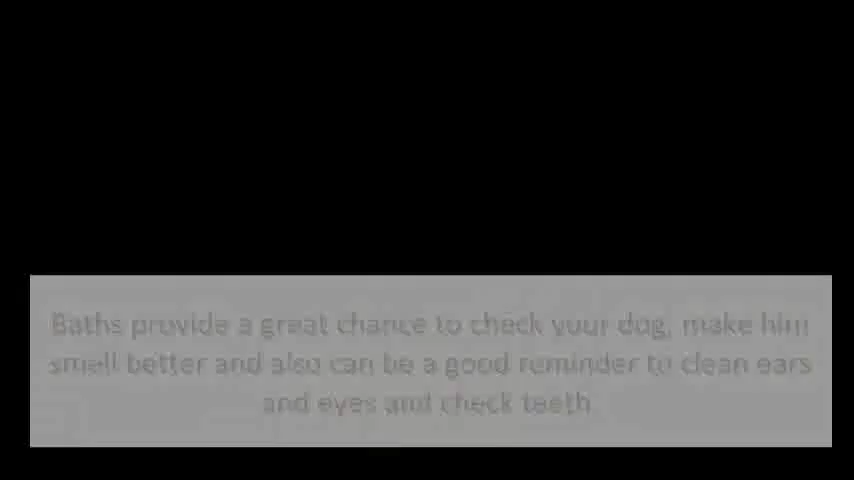 Baths provide a great chance to check your dog, make him
smell better and also can be a good reminder to clean ears
and eyes and check teeth